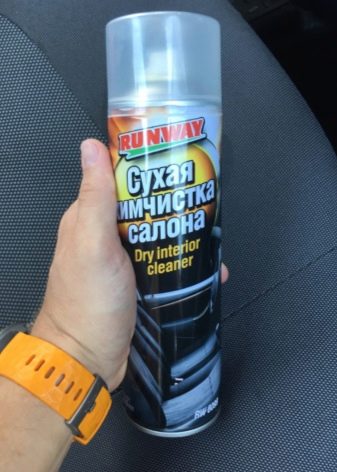 RUNWAY
Сухая
химчистка
салона
Dry interior
cleaner